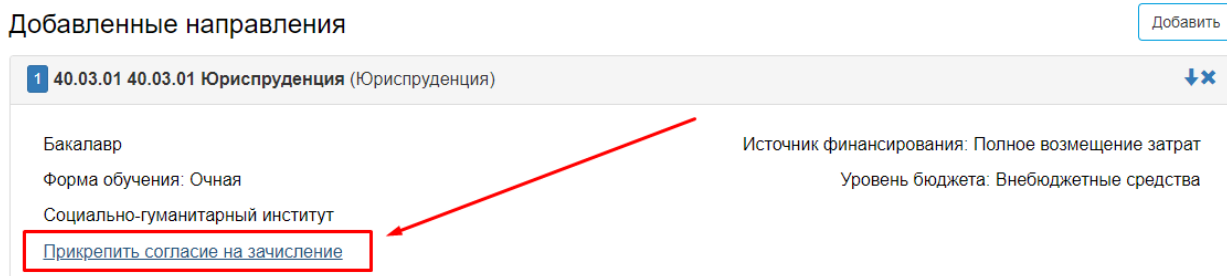 Добавленные направления
Добавить
1 40.03.01 40.03.01 Юриспруденция (Юриспруденция)
Бакалавр
Источник финансирования: Полное возмещение затрат
Форма обучения: Очная
Уровень бюджета: Внебюджетные средства
Социально-гуманитарный институт
Прикрепить согласие на зачисление